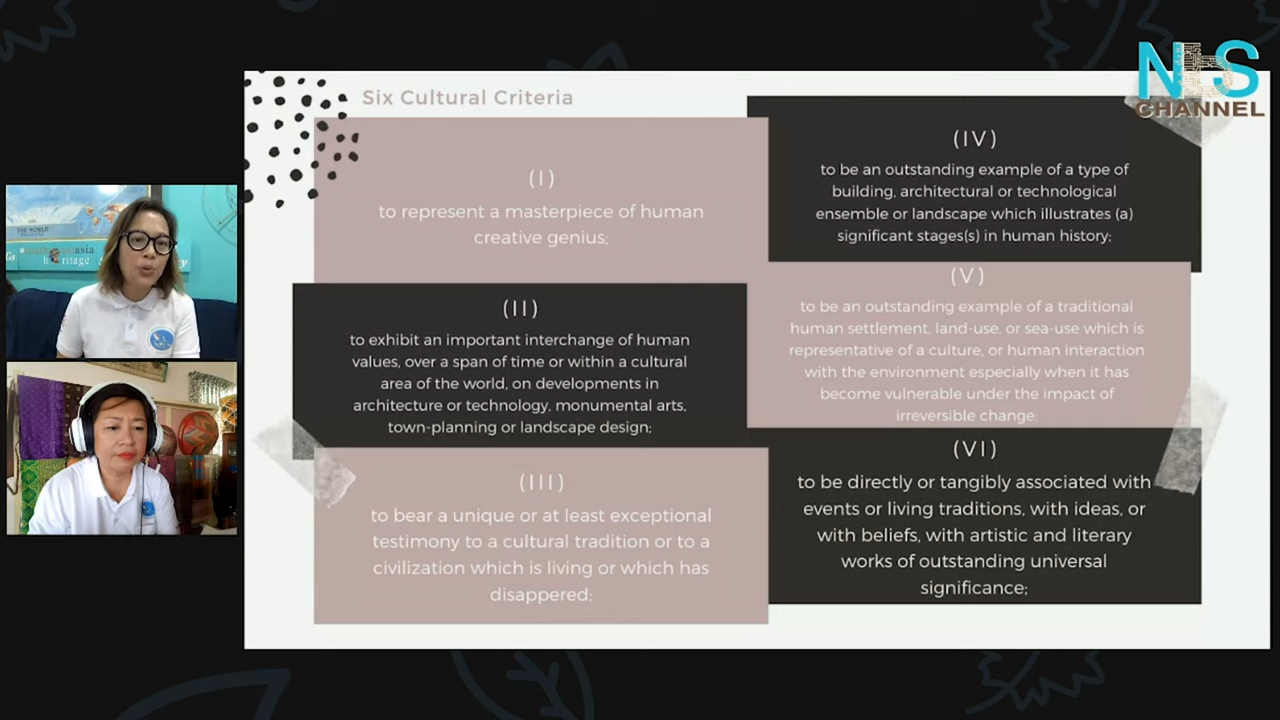 Six Cultural Criteria
(I)
to represent a masterpiece of human
creative genius;
(II)
to exhibit an important interchange of human
values, over a span of time or within a cultural
area of the world, on developments in
architecture or technology, monumental arts,
town-planning or landscape design;
(III)
to bear a unique or at least exceptional
testimony to a cultural tradition or to a
civilization which is living or which has
disappered;
(IV)
to be an outstanding example of a type of
building, architectural or technological
ensemble or landscape which illustrates (a)
significant stages(s) in human history;
(V)
to be an outstanding example of a traditional
human settlement, land-use, or sea-use which is
representative of a culture, or human interaction
with the environment especially when it has
become vulnerable under the impact of
irreversible change;
(VI)
to be directly or tangibly associated with
events or living traditions, with ideas, or
with beliefs, with artistic and literary
works of outstanding universal
significance;
CHANNEL
THE WORLD